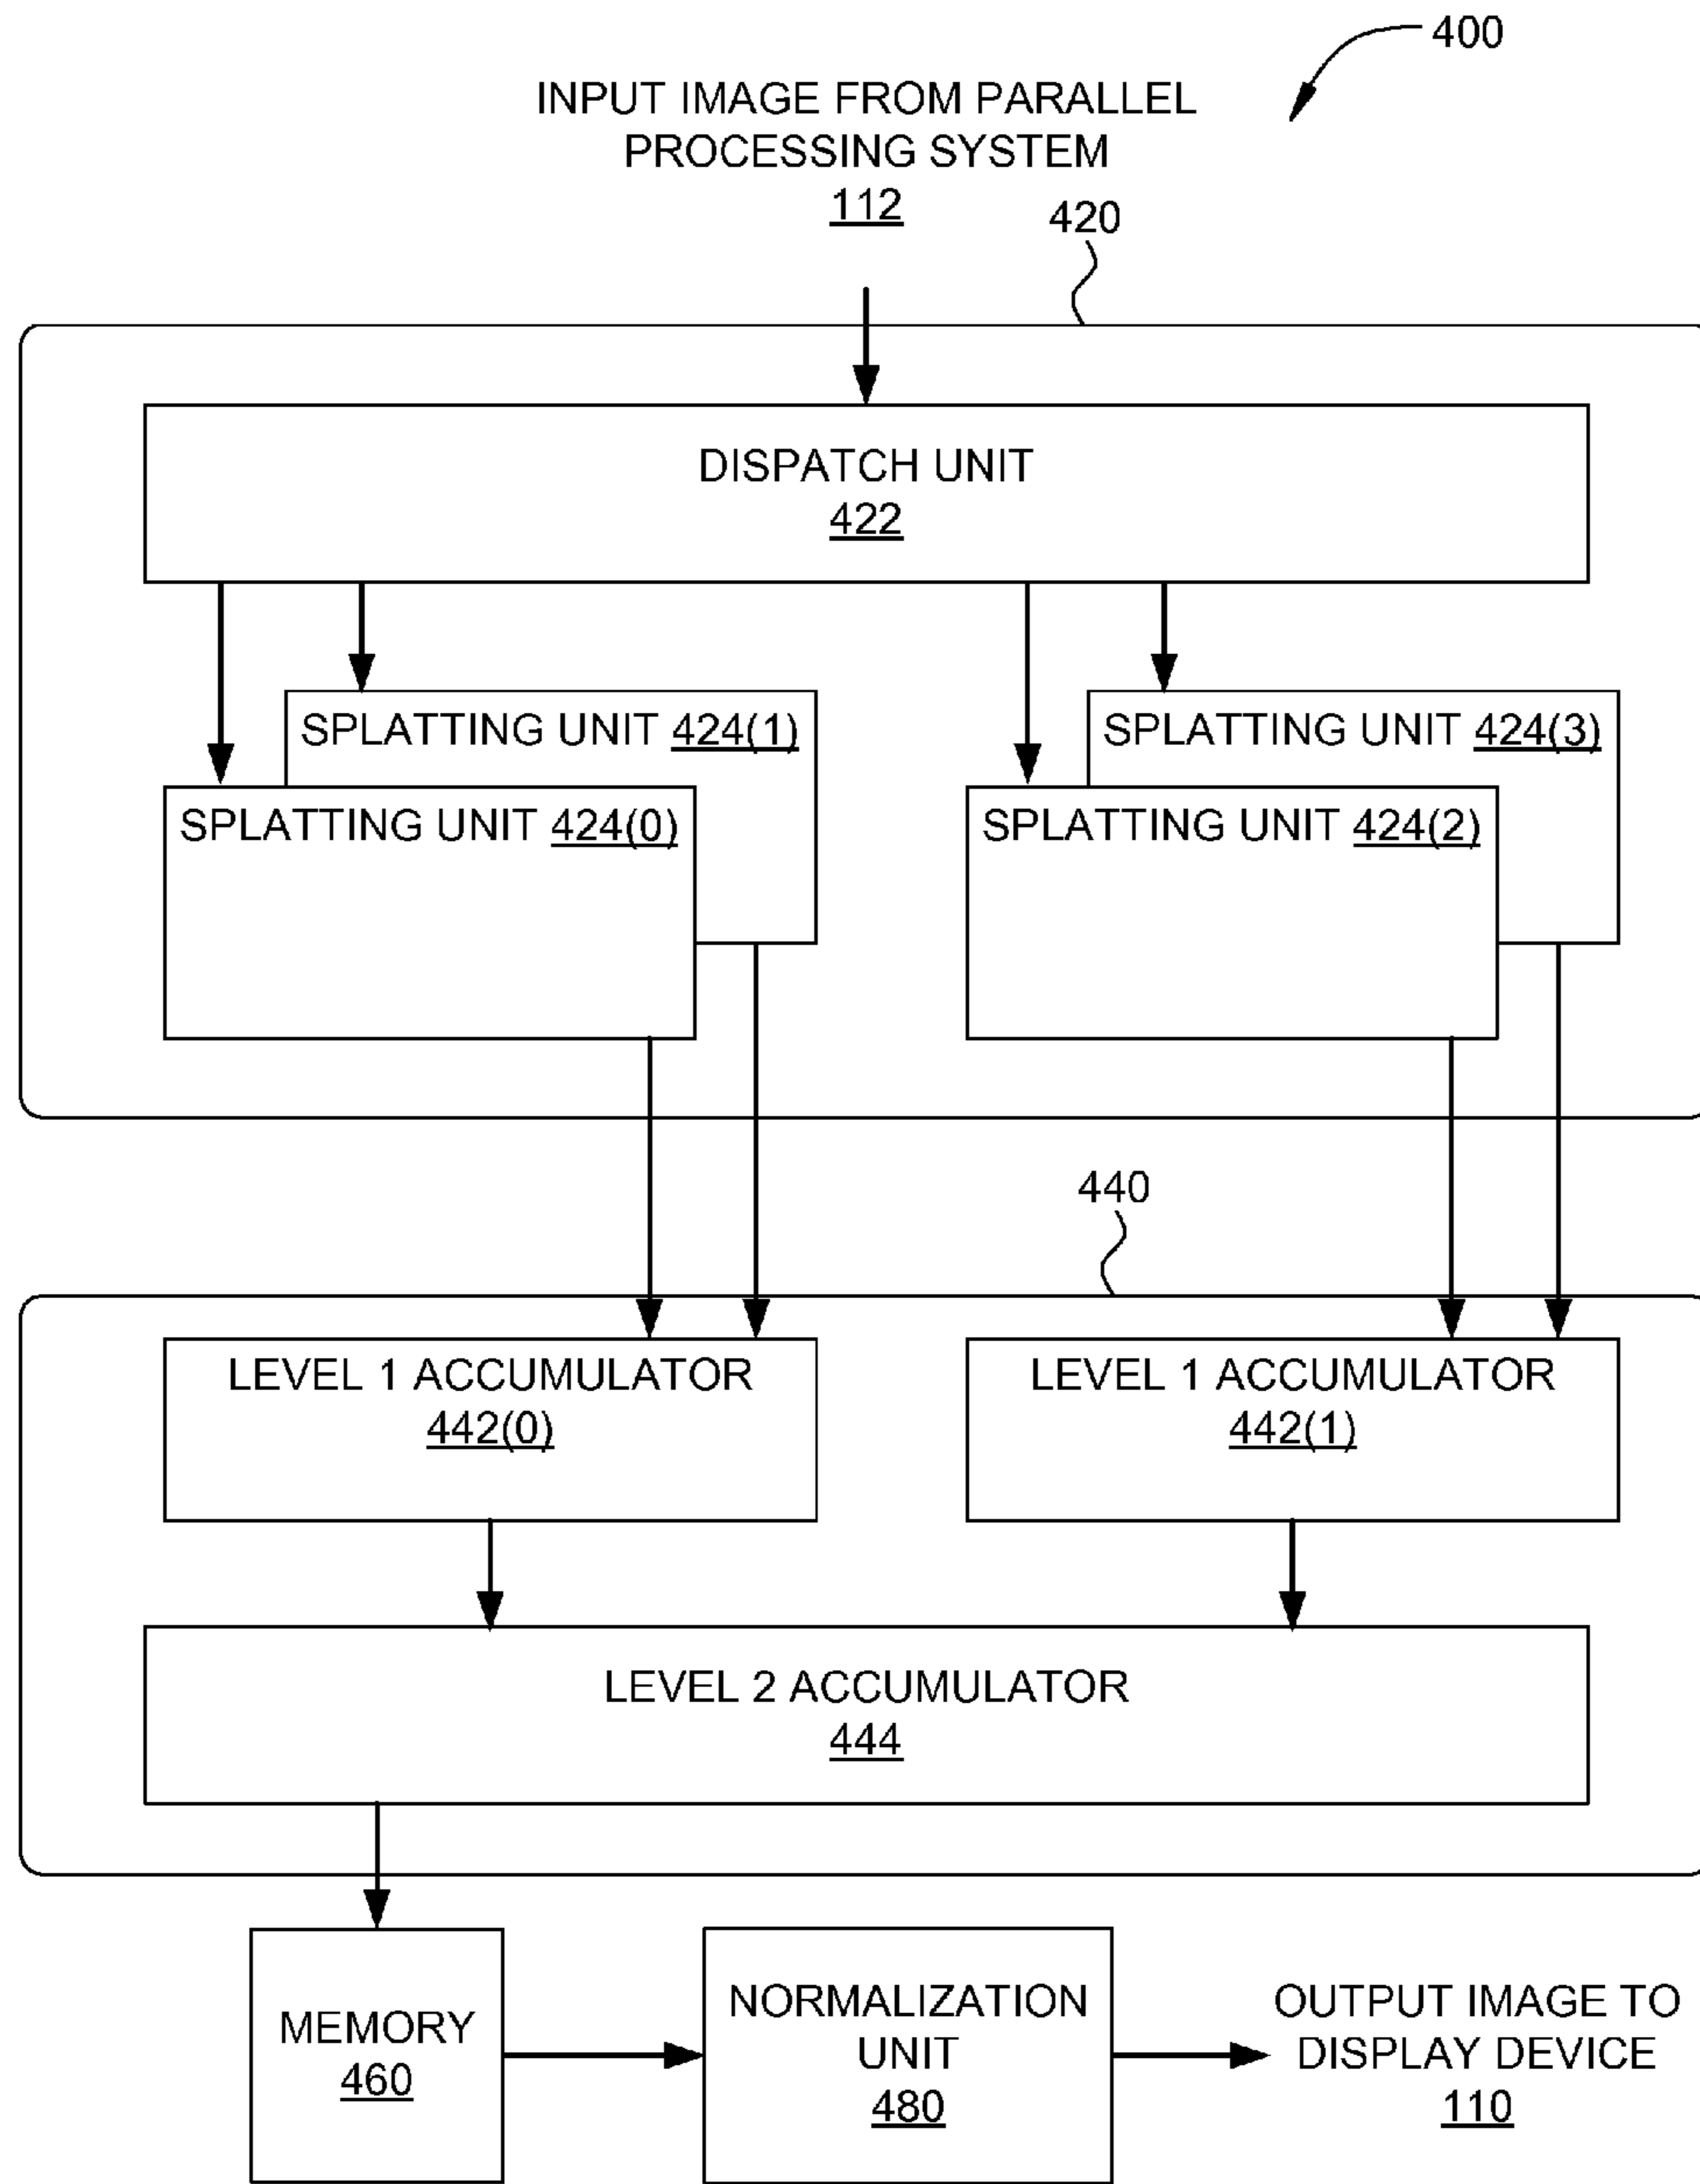 400
INPUT IMAGE FROM PARALLEL
PROCESSING SYSTEM
112
420
DISPATCH UNIT
422
SPLATTING UNIT 424(1)
SPLATTING UNIT 424(3)
SPLATTING UNIT 424(0)
SPLATTING UNIT 424(2)
440
LEVEL 1 ACCUMULATOR
442(0)
LEVEL 1 ACCUMULATOR
442(1)
LEVEL 2 ACCUMULATOR
444
MEMORY
460
NORMALIZATION
UNIT
480
OUTPUT IMAGE TO
DISPLAY DEVICE
110